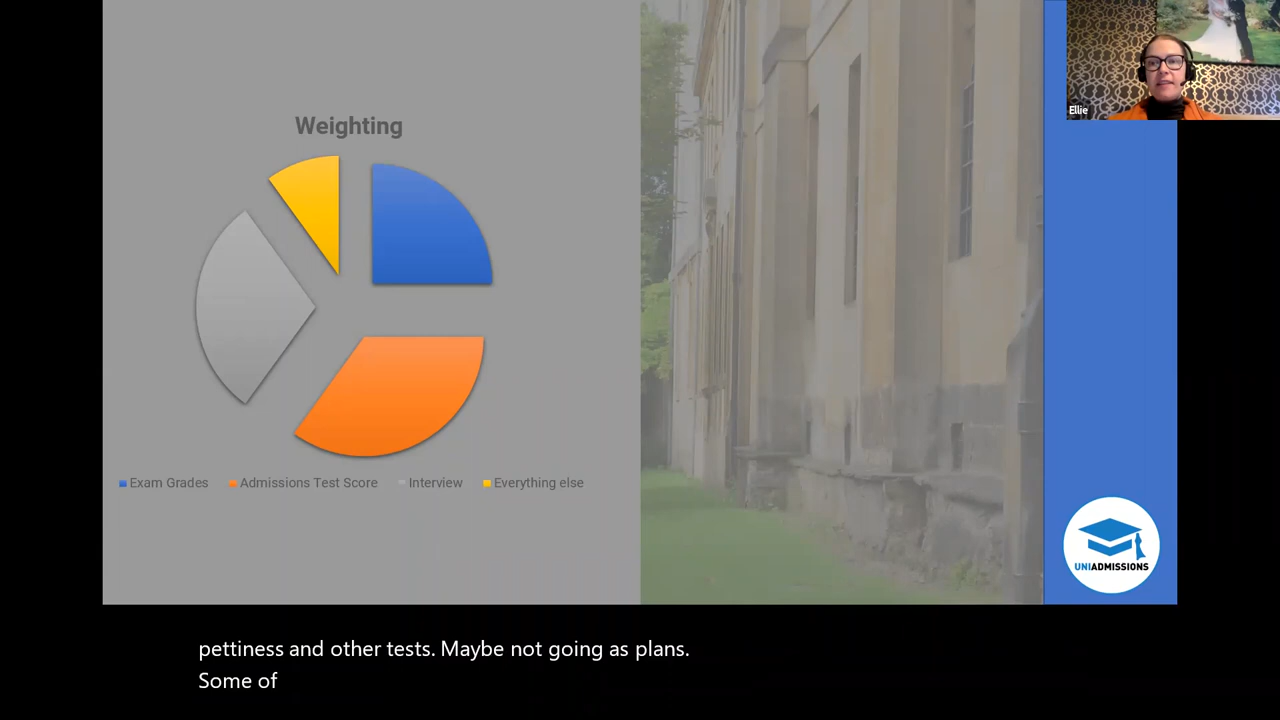 Weighting
Exam Grades Admissions Test Score Interview Everything else
Ellie
UNIADMISSIONS
pettiness and other tests. Maybe not going as plans.
Some of